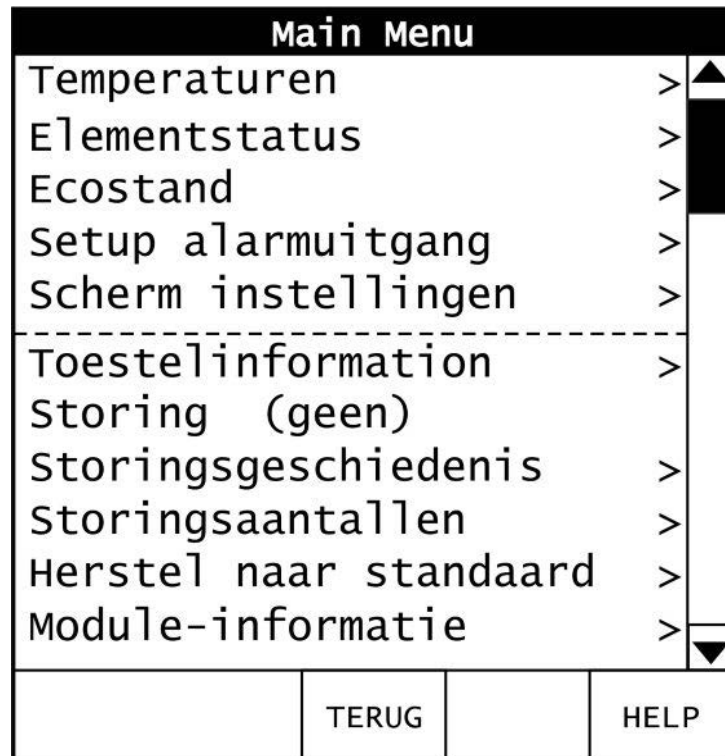 Main Menu
Temperaturen >
Elementstatus >
Ecostand >
Setup alarmuitgang >
Scherm instellingen >
Toestelinformation >
Storing (geen)
Storingsgeschiedenis >
Storingsaantallen >
Herstel naar standaard >
Module-informatie >
TERUG HELP